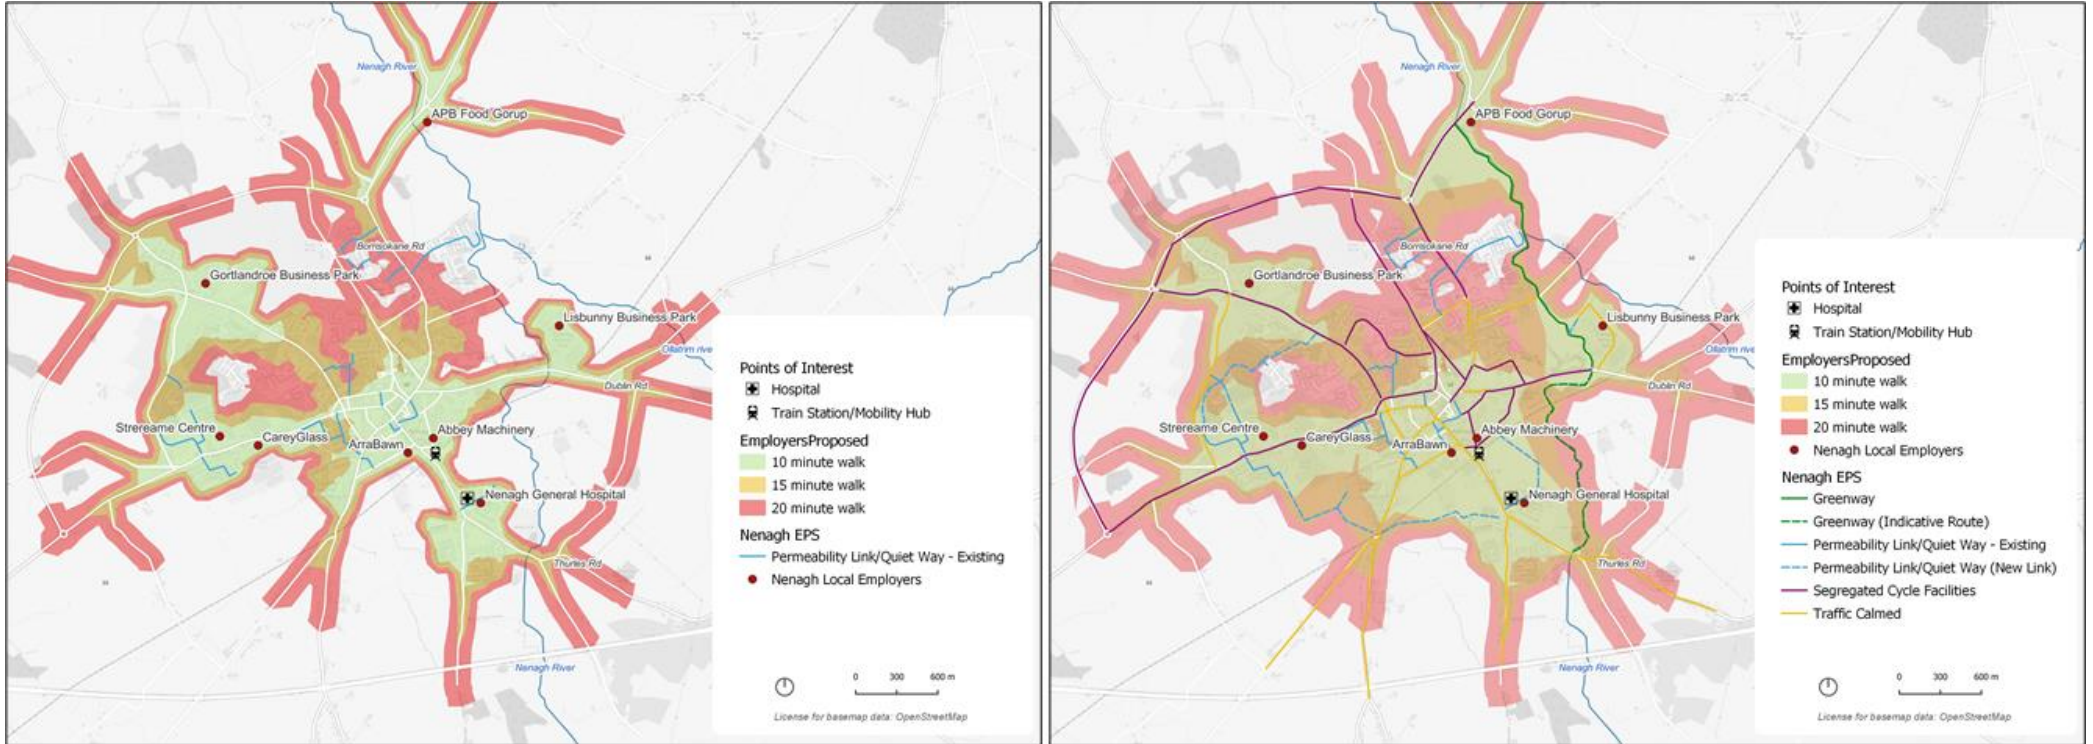 Nenagh River
APB Food Gorup
Borrisokane Rd
Gortlandroe Business Park
Lisbunny Business Park
Ollatrim rive
Dublin Rd
Strereame Centre
CareyGlass
ArraBawn
Abbey Machinery
Nenagh General Hospital
Thurles Rd
Nenagh River
Points of Interest
Hospital
Train Station/Mobility Hub
EmployersProposed
10 minute walk
15 minute walk
20 minute walk
Nenagh EPS
Permeability Link/Quiet Way - Existing
Nenagh Local Employers
0 300 600 m
License for basemap data: OpenStreetMap
Nenagh River
APB Food Gorup
Borrisokane Rd
Gortlandroe Business Park
Lisbunny Business Park
Ollatrim rive
Dublin Rd
Strereame Centre
CareyGlass
ArraBawn
Abbey Machinery
Nenagh General Hospital
Thurles Rd
Nenagh River
Points of Interest
Hospital
Train Station/Mobility Hub
EmployersProposed
10 minute walk
15 minute walk
20 minute walk
Nenagh Local Employers
Nenagh EPS
Greenway
Greenway (Indicative Route)
Permeability Link/Quiet Way - Existing
Permeability Link/Quiet Way (New Link)
Segregated Cycle Facilities
Traffic Calmed
0 300 600 m
License for basemap data: OpenStreetMap